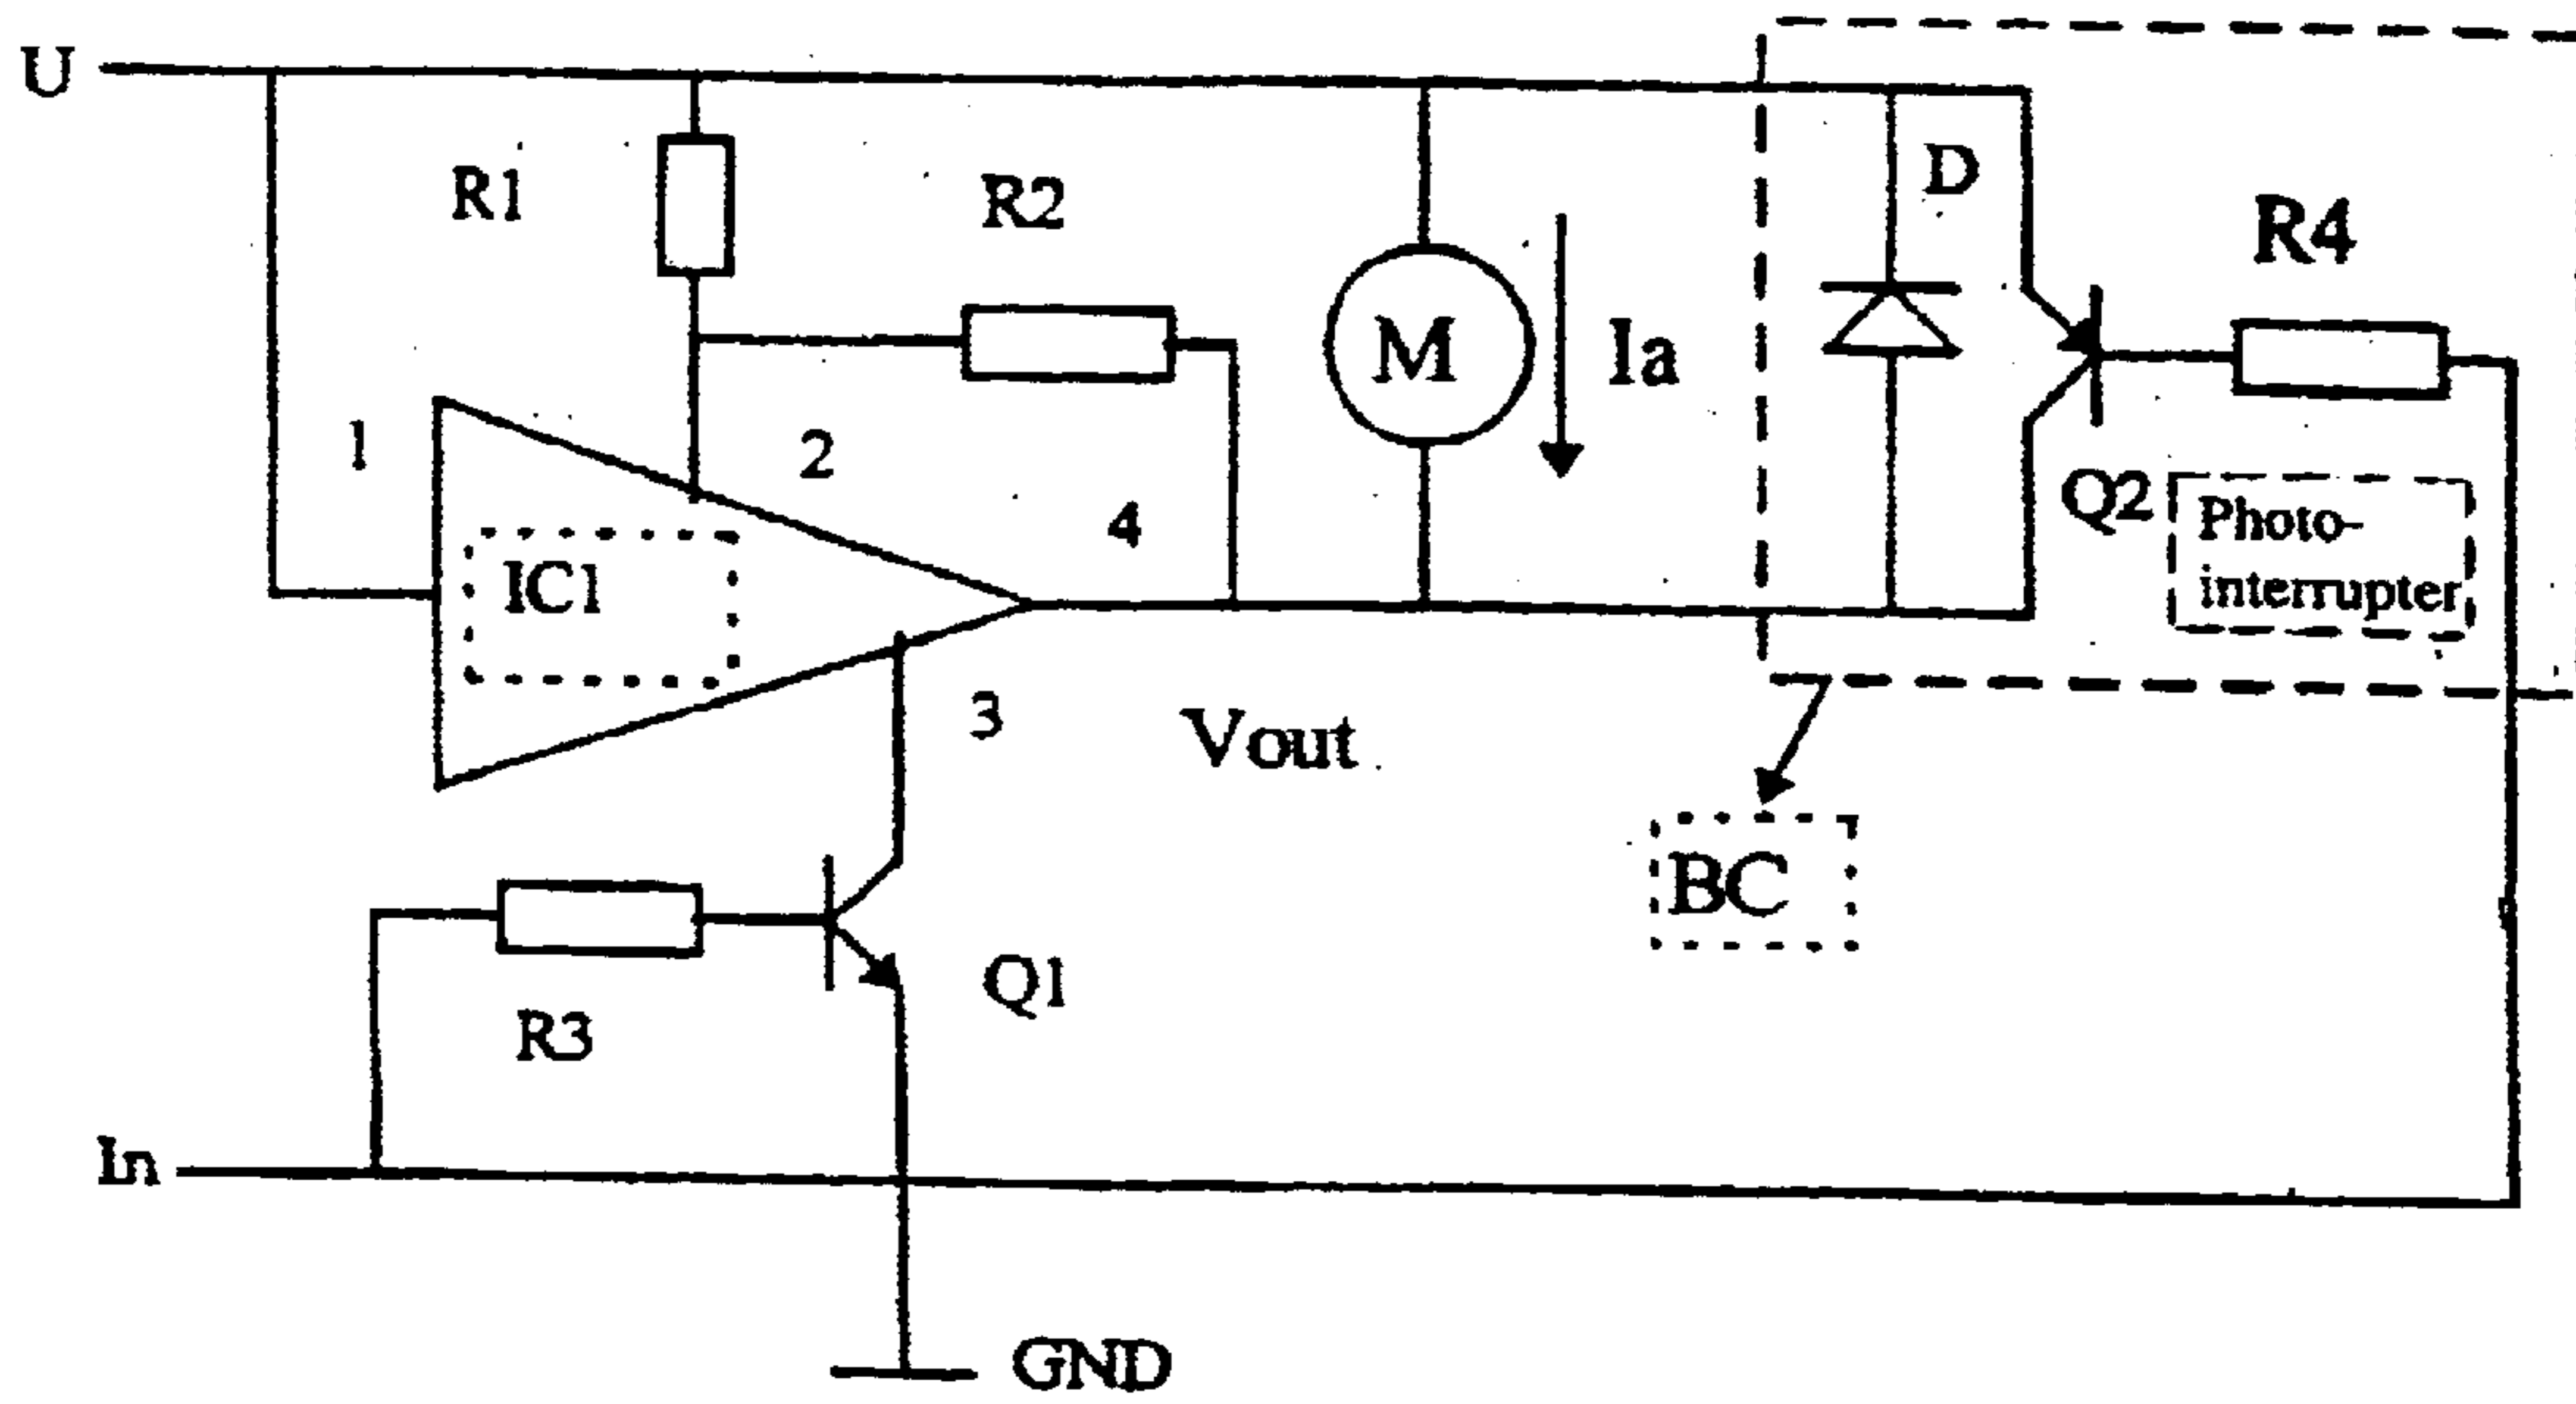 U
R1
R2
D
R4
M
Ia
1
2
4
Q2
Photo-
interrupter
IC1
3
Vout
BC
Q1
R3
In
GND